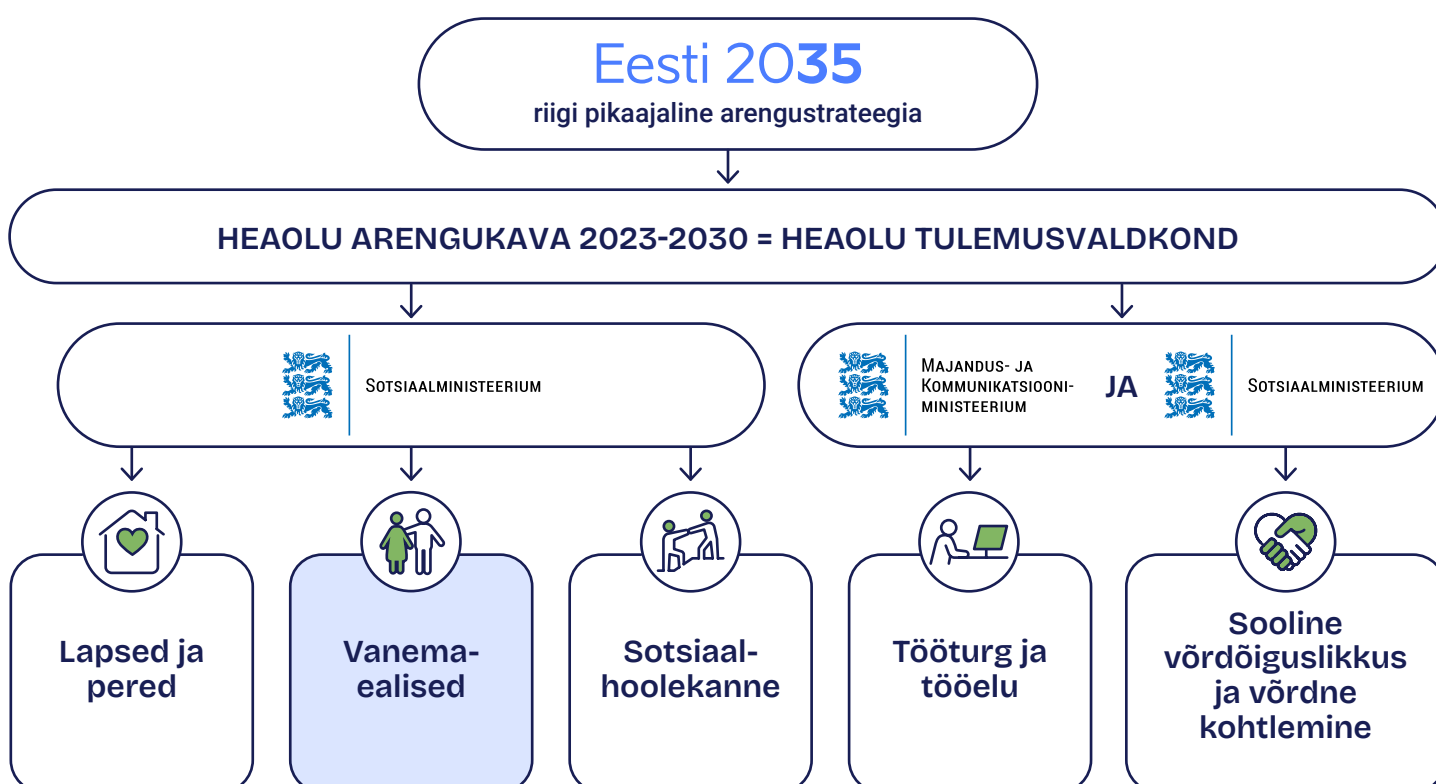 Eesti 2035
riigi pikaajaline arengustrateegia
HEAOLU ARENGUKAVA 2023-2030 = HEAOLU TULEMUSVALDKOND
SOTSIAALMINISTEERIUM
MAJANDUS- JA
KOMMUNIKATSIOONI-
MINISTEERIUM
JA
SOTSIAALMINISTEERIUM
Lapsed ja
pered
Vanema-
ealised
Sotsiaal-
hoolekanne
Tööturg ja
tööelu
Sooline
võrdõiguslikkus
ja võrdne
kohtlemine